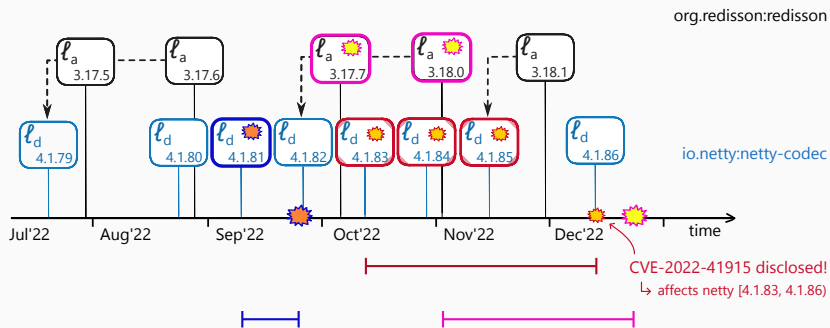 org.redisson:redisson
ℓa 3.17.5
ℓa 3.17.6
ℓa 3.17.7
ℓa 3.18.0
ℓa 3.18.1
ℓd 4.1.79
ℓd 4.1.80
ℓd 4.1.81
ℓd 4.1.82
ℓd 4.1.83
ℓd 4.1.84
ℓd 4.1.85
ℓd 4.1.86
io.netty:netty-codec
Jul'22 Aug'22 Sep'22 Oct'22 Nov'22 Dec'22 time
CVE-2022-41915 disclosed!
↳ affects netty [4.1.83, 4.1.86)